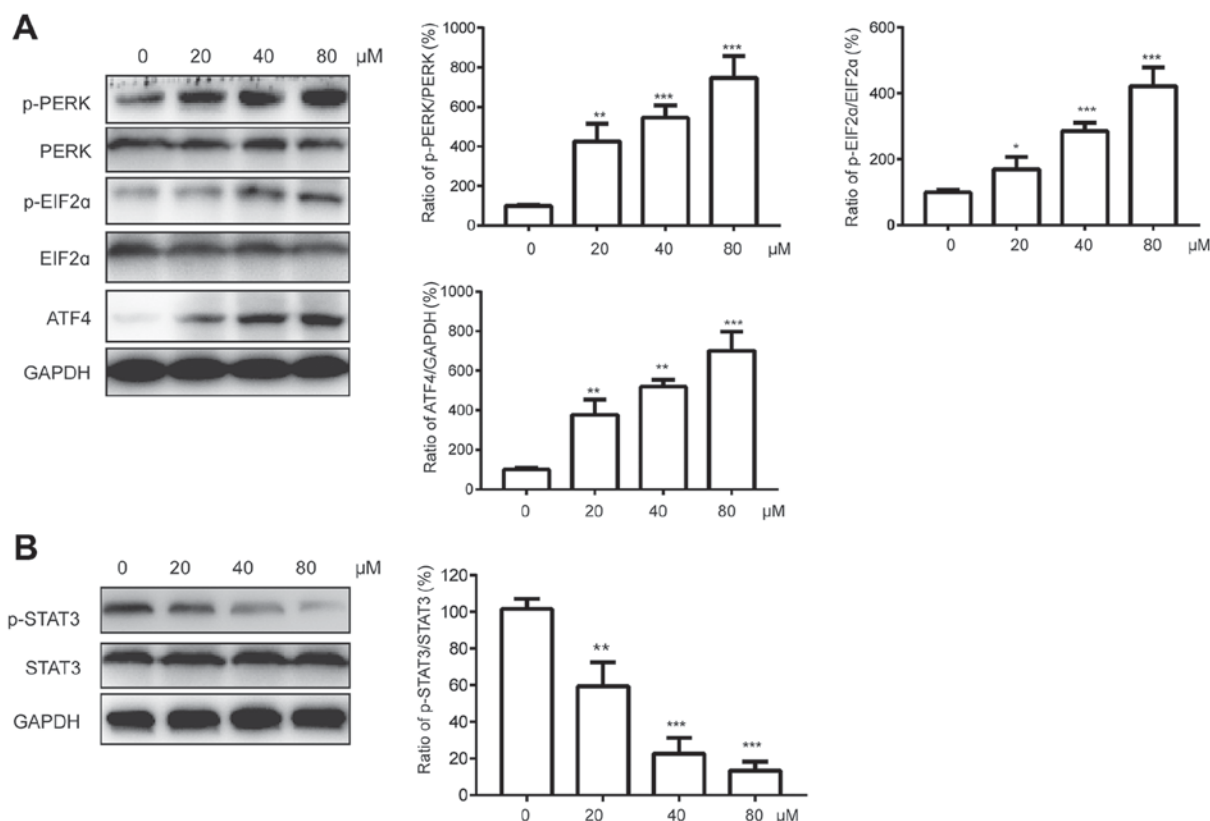 A
0 20 40 80 µM
p-PERK
PERK
p-EIF2α
EIF2α
ATF4
GAPDH
Ratio of p-PERK/PERK (%)
1000
800
600
400
200
0
** *** ***
0 20 40 80 µM
Ratio of p-EIF2α/EIF2α (%)
600
400
200
0
* *** ***
0 20 40 80 µM
Ratio of ATF4/GAPDH (%)
1000
800
600
400
200
0
** ** ***
0 20 40 80 µM
B
0 20 40 80 µM
p-STAT3
STAT3
GAPDH
Ratio of p-STAT3/STAT3 (%)
120
100
80
60
40
20
0
** *** ***
0 20 40 80 µM